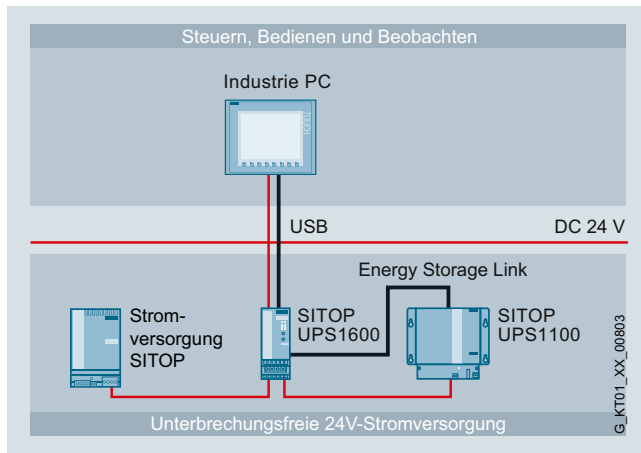 Steuern, Bedienen und Beobachten
Industrie PC
USB
DC 24 V
Energy Storage Link
Strom-
versorgung
SITOP
SITOP
UPS1600
SITOP
UPS1100
Unterbrechungsfreie 24V-Stromversorgung
G_KT01_XX_00803